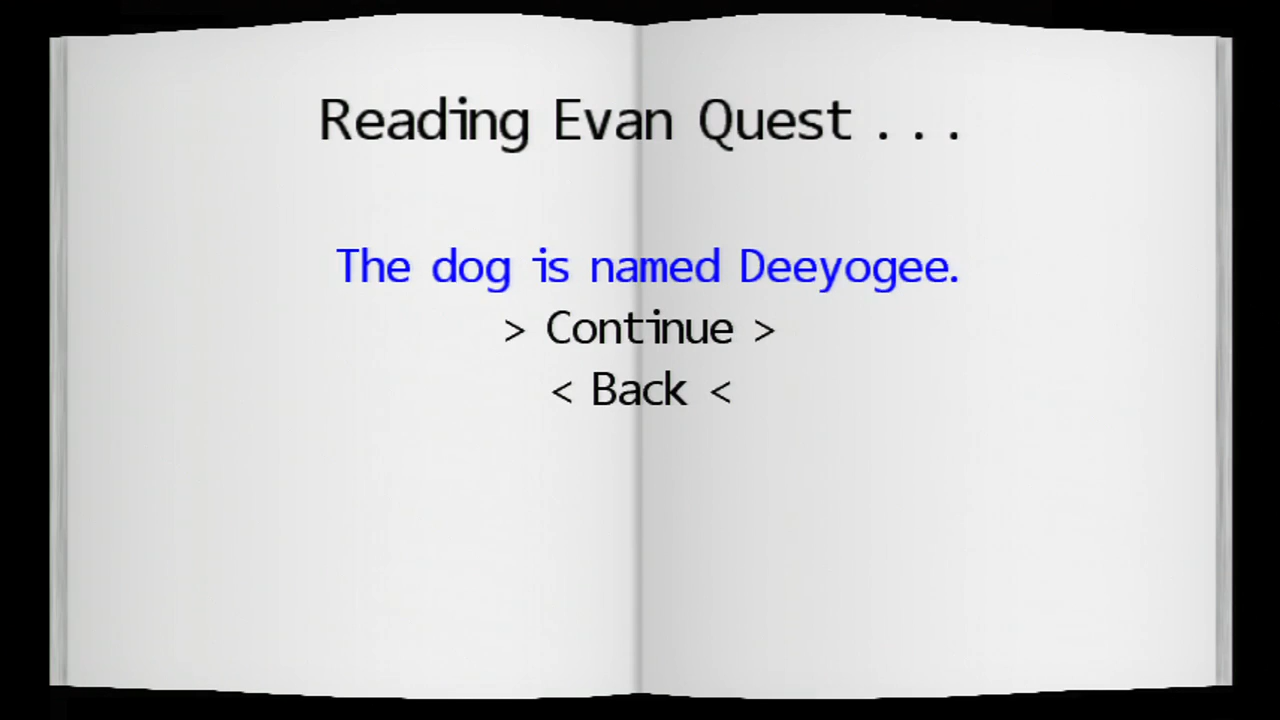 Reading Evan Quest . . .
The dog is named Deeyogee.
> Continue >
< Back <